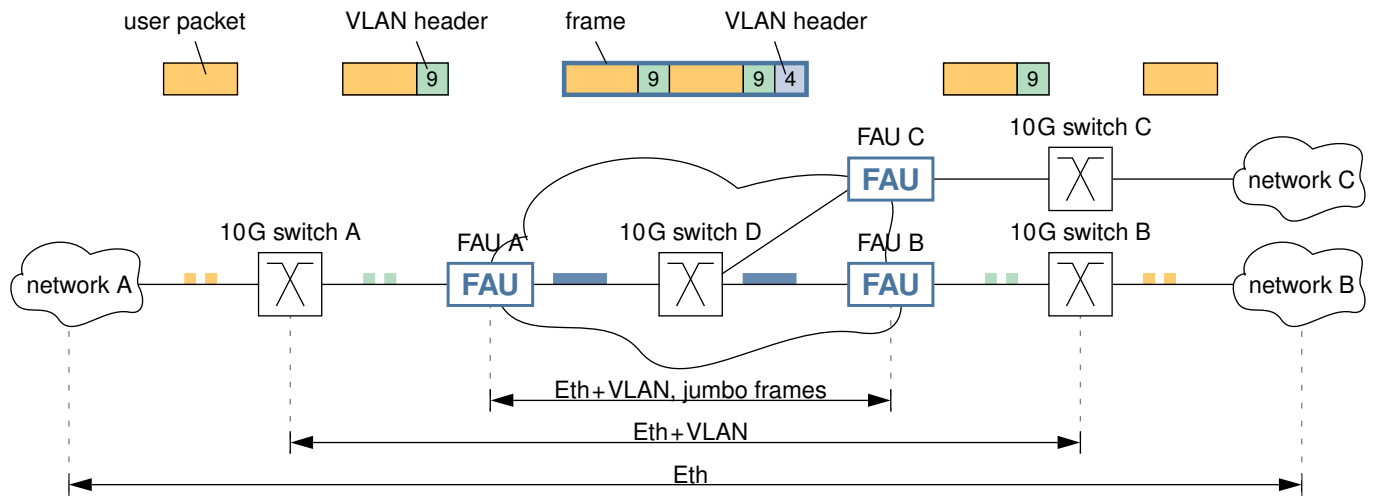 user packet
VLAN header
frame
VLAN header
9
9
9
4
9
FAU C
10G switch C
FAU
network C
10G switch A
FAU A
10G switch D
FAU B
10G switch B
network A
FAU
FAU
network B
Eth+VLAN, jumbo frames
Eth+VLAN
Eth